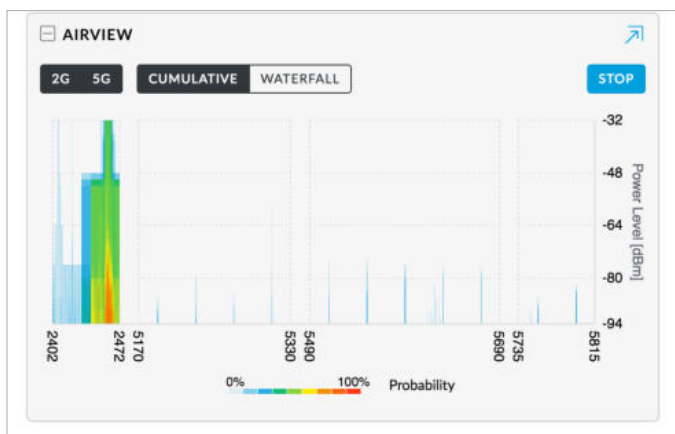 AIRVIEW
2G 5G CUMULATIVE WATERFALL STOP
-32
-48
-64
-80
-94
Power Level [dBm]
2402 2472 5170 5330 5490 5690 5735 5815
0% 100% Probability